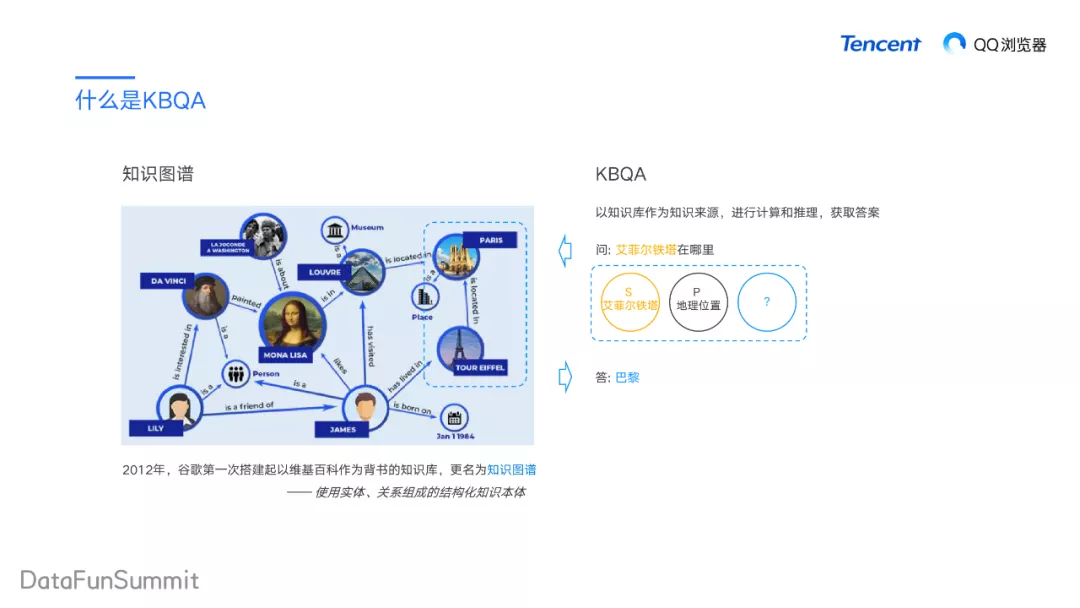 Tencent QQ浏览器
什么是KBQA
知识图谱
LA JOCONDE
A WASHINGTON
Museum
PARIS
is a
is about
LOUVRE
is located in
DA VINCI
is a
painted
is in
Place
is located in
MONA LISA
is interested in
is a
has visited
TOUR EIFFEL
likes
Person
has lived in
is a
is a
is a friend of
is born on
LILY
JAMES
Jan 1 1984
2012年，谷歌第一次搭建起以维基百科作为背书的知识库，更名为知识图谱
—— 使用实体、关系组成的结构化知识本体
KBQA
以知识库作为知识来源，进行计算和推理，获取答案
问: 艾菲尔铁塔在哪里
S
艾菲尔铁塔
P
地理位置
?
答: 巴黎
DataFunSummit